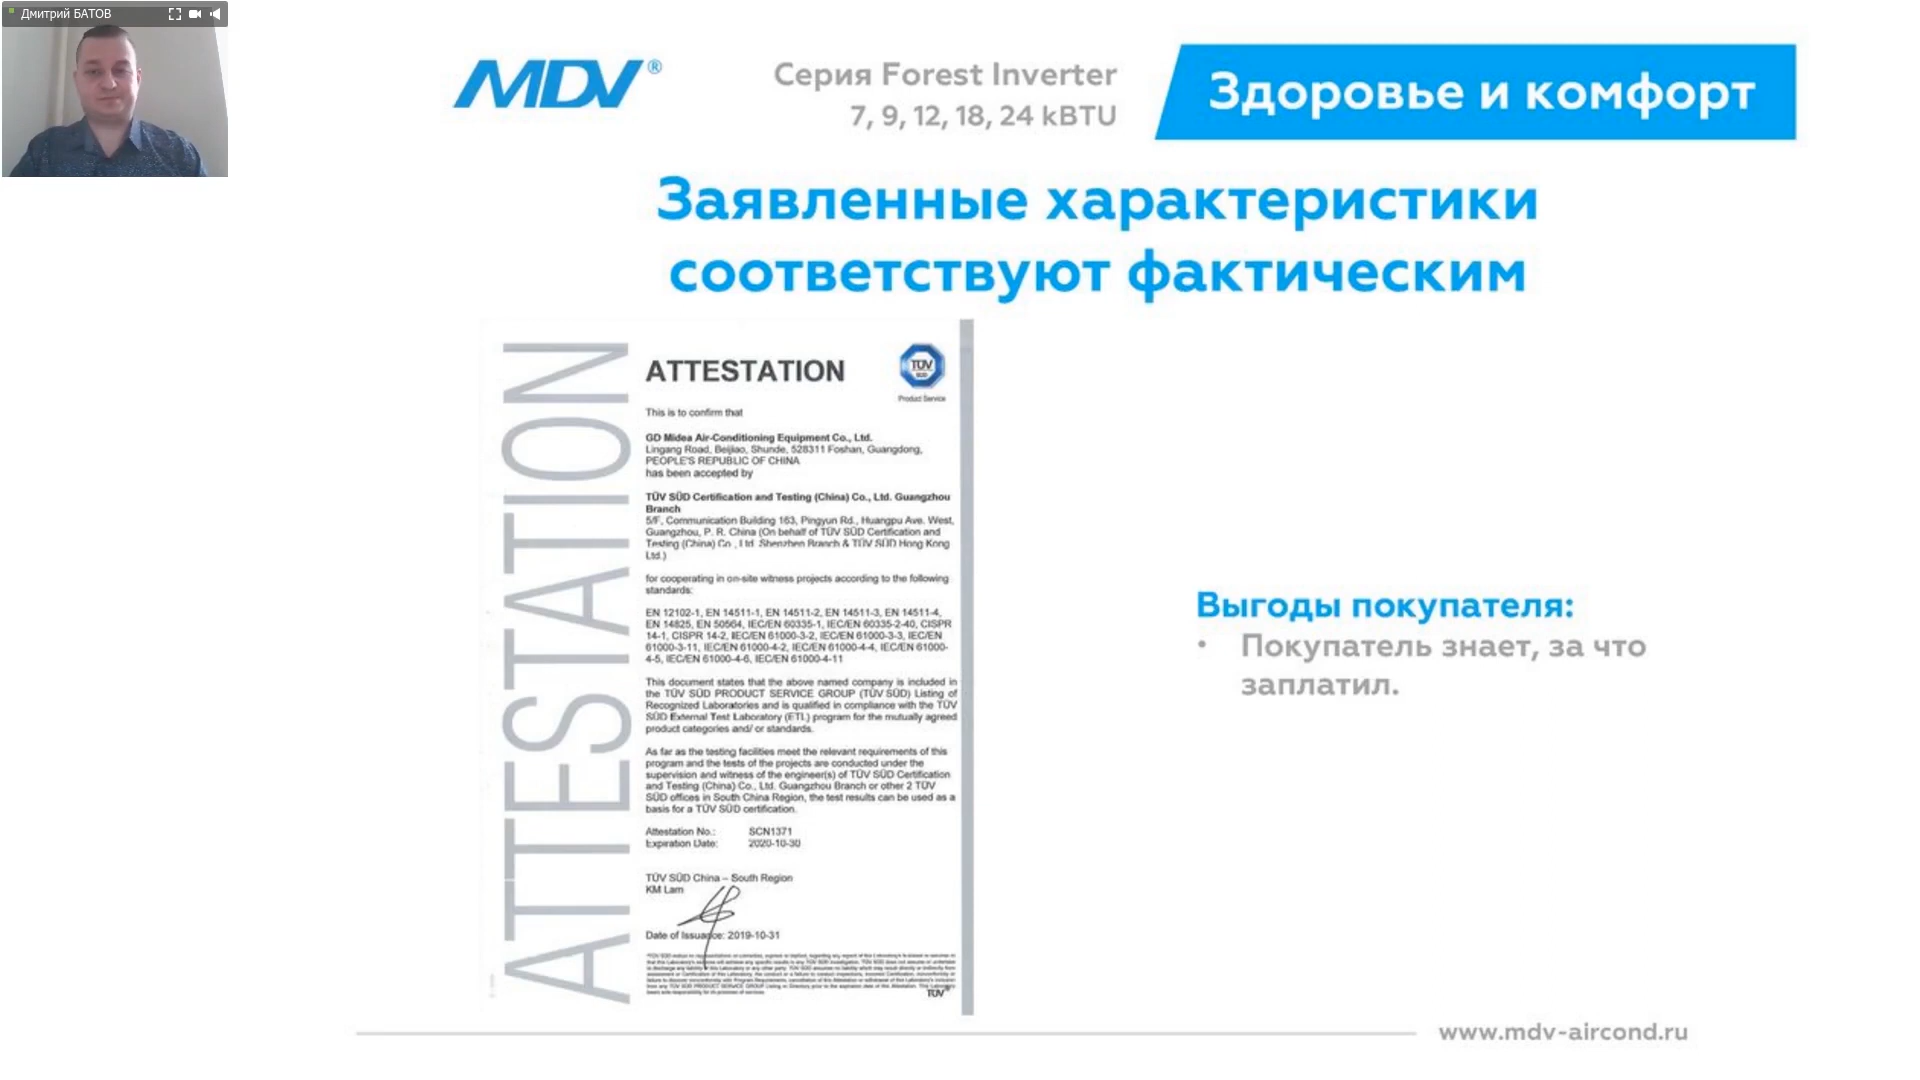 Дмитрий БАТОВ
MDV®
Серия Forest Inverter
7, 9, 12, 18, 24 kBTU
Здоровье и комфорт
Заявленные характеристики
соответствуют фактическим
ATTESTATION
ATTESTATION
TÜV
SÜD
Product Service
This is to confirm that
GD Midea Air-Conditioning Equipment Co., Ltd.
Lingang Road, Beijiao, Shunde, 528311 Foshan, Guangdong,
PEOPLE'S REPUBLIC OF CHINA
has been accepted by
TÜV SÜD Certification and Testing (China) Co., Ltd. Guangzhou
Branch
5/F, Communication Building 163, Pingyun Rd., Huangpu Ave. West,
Guangzhou, P. R. China (On behalf of TÜV SÜD Certification and
Testing (China) Co., Ltd. Shenzhen Branch & TÜV SÜD Hong Kong
Ltd.)
for cooperating in on-site witness projects according to the following
standards:
EN 12102-1, EN 14511-1, EN 14511-2, EN 14511-3, EN 14511-4,
EN 14825, EN 50564, IEC/EN 60335-1, IEC/EN 60335-2-40, CISPR
14-1, CISPR 14-2, IEC/EN 61000-3-2, IEC/EN 61000-3-3, IEC/EN
61000-3-11, IEC/EN 61000-4-2, IEC/EN 61000-4-4, IEC/EN 61000-
4-5, IEC/EN 61000-4-6, IEC/EN 61000-4-11
This document states that the above named company is included in
the TÜV SÜD PRODUCT SERVICE GROUP (TÜV SÜD) Listing of
Recognized Laboratories and is qualified in compliance with the TÜV
SÜD External Test Laboratory (ETL) program for the mutually agreed
product categories and/ or standards.
As far as the testing facilities meet the relevant requirements of this
program and the tests of the projects are conducted under the
supervision and witness of the engineer(s) of TÜV SÜD Certification
and Testing (China) Co., Ltd. Guangzhou Branch or other 2 TÜV
SÜD offices in South China Region, the test results can be used as a
basis for a TÜV SÜD certification.
Attestation No.: SCN1371
Expiration Date: 2020-10-30
TÜV SÜD China – South Region
KM Lam
Date of Issuance: 2019-10-31
TÜV®
Выгоды покупателя:
• Покупатель знает, за что
заплатил.
www.mdv-aircond.ru